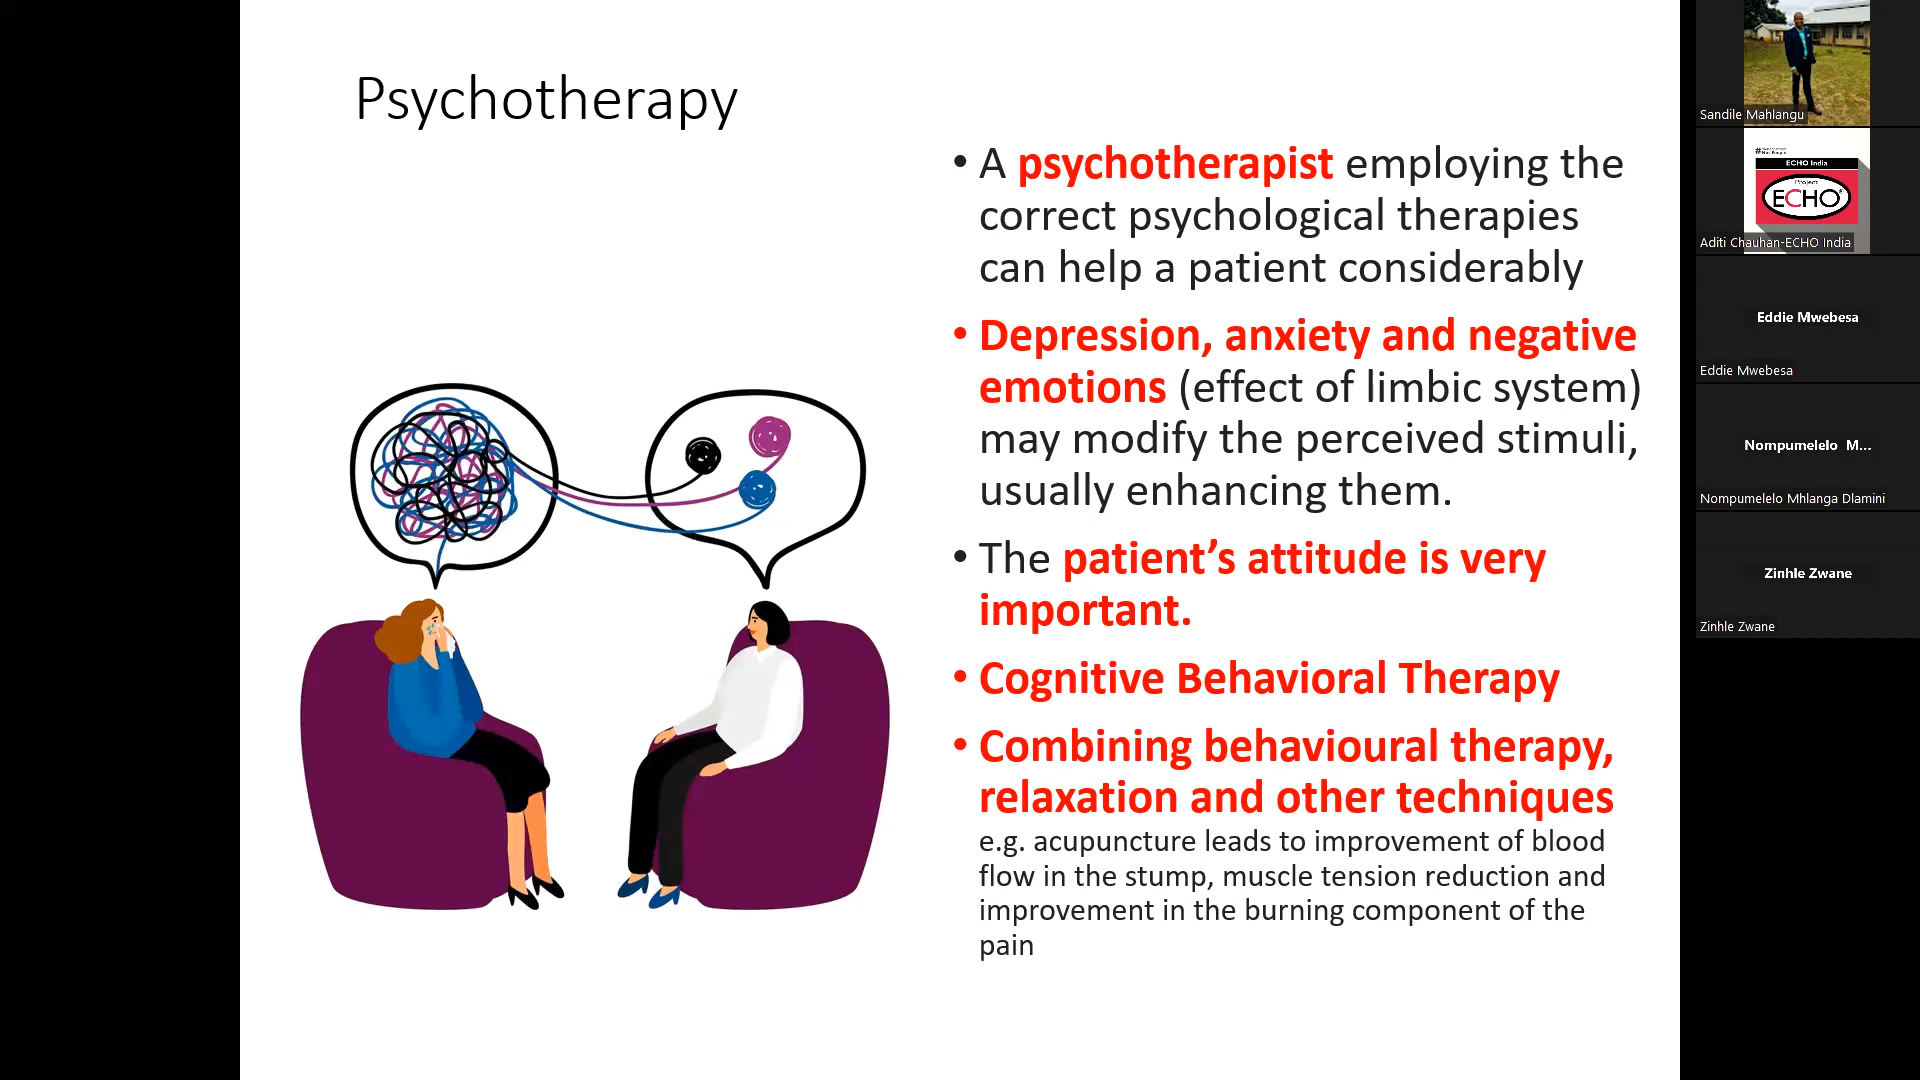 Psychotherapy
• A psychotherapist employing the
correct psychological therapies
can help a patient considerably
• Depression, anxiety and negative
emotions (effect of limbic system)
may modify the perceived stimuli,
usually enhancing them.
• The patient’s attitude is very
important.
• Cognitive Behavioral Therapy
• Combining behavioural therapy,
relaxation and other techniques
e.g. acupuncture leads to improvement of blood
flow in the stump, muscle tension reduction and
improvement in the burning component of the
pain
Sandile Mahlangu
ECHO India
Project
ECHO®
Aditi Chauhan-ECHO India
Eddie Mwebesa
Eddie Mwebesa
Nompumelelo M...
Nompumelelo Mhlanga Dlamini
Zinhle Zwane
Zinhle Zwane